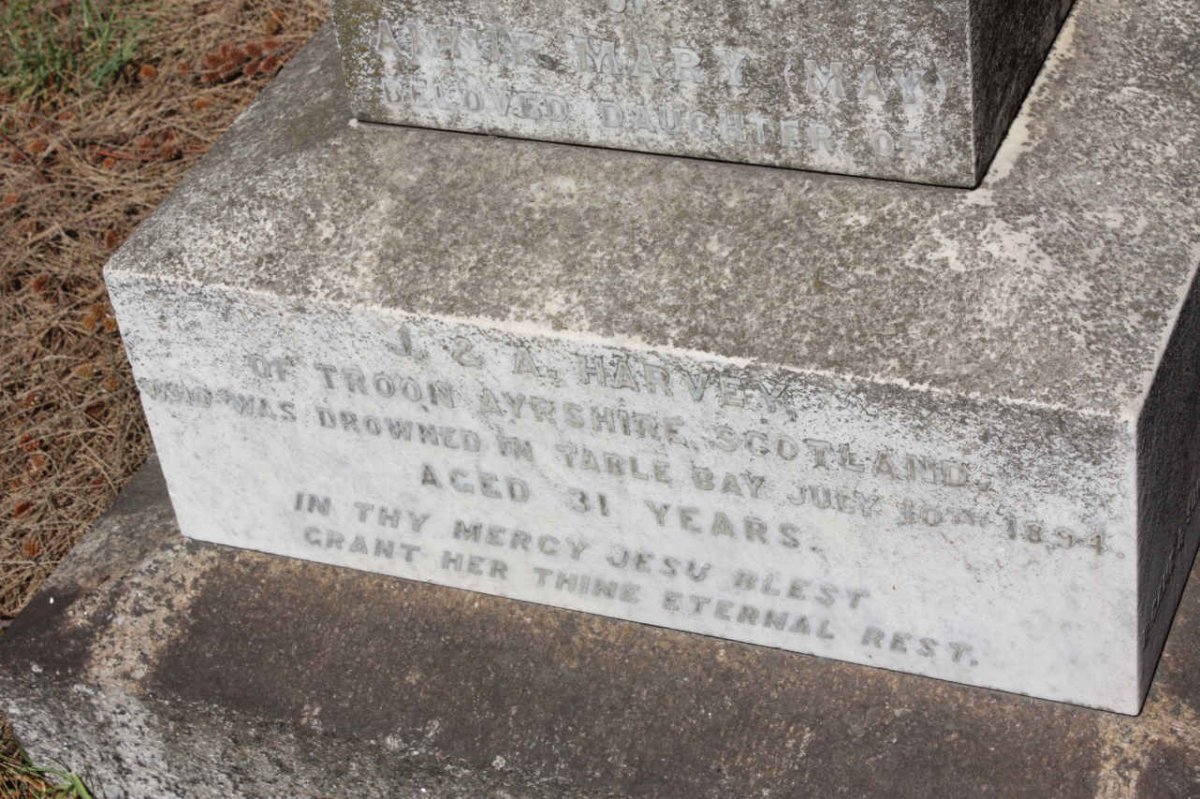 OF
ANNIE MARY (MAY)
BELOVED DAUGHTER OF
J. & A. HARVEY,
OF TROON AYRSHIRE, SCOTLAND,
WHO WAS DROWNED IN TABLE BAY JULY 10TH 1894.
AGED 31 YEARS.
IN THY MERCY JESU BLEST
GRANT HER THINE ETERNAL REST.